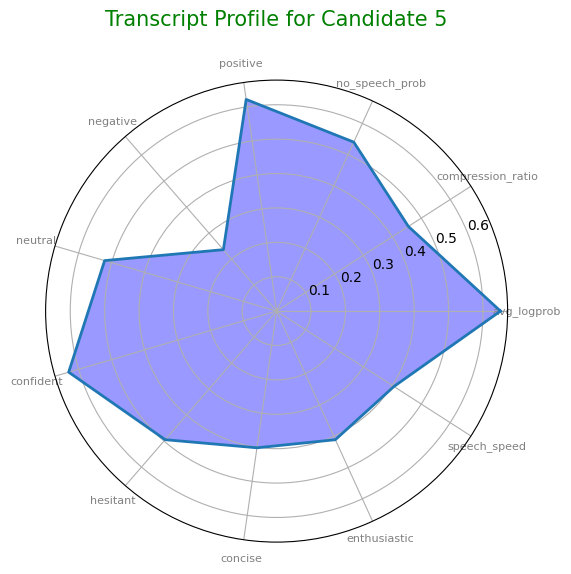 Transcript Profile for Candidate 5
positive
no_speech_prob
negative
compression_ratio
neutral
0.6
0.5
0.4
0.3
0.2
0.1
avg_logprob
confident
speech_speed
hesitant
enthusiastic
concise